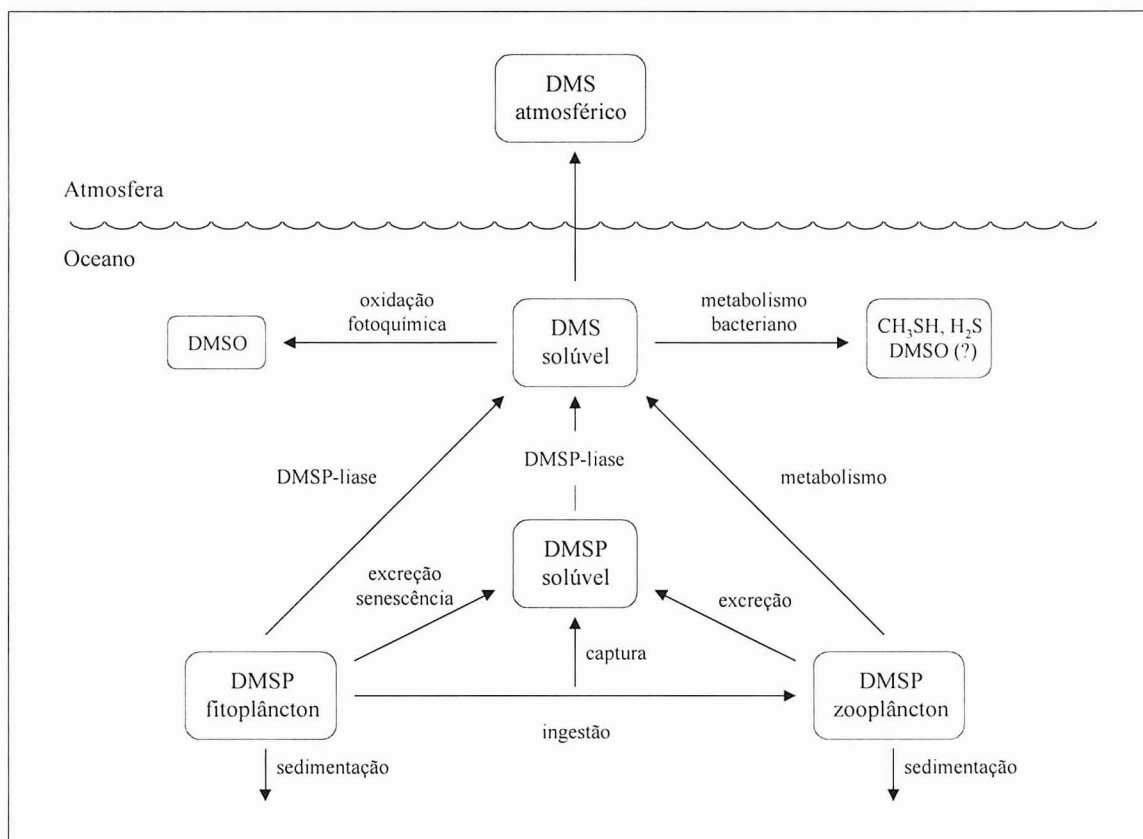 DMS
atmosférico
Atmosfera
Oceano
oxidação
fotoquímica
metabolismo
bacteriano
DMSO
DMS
solúvel
CH₃SH, H₂S
DMSO (?)
DMSP-liase
DMSP-liase
metabolismo
DMSP
solúvel
excreção
senescência
excreção
captura
DMSP
fitoplâncton
DMSP
zooplâncton
ingestão
sedimentação
sedimentação